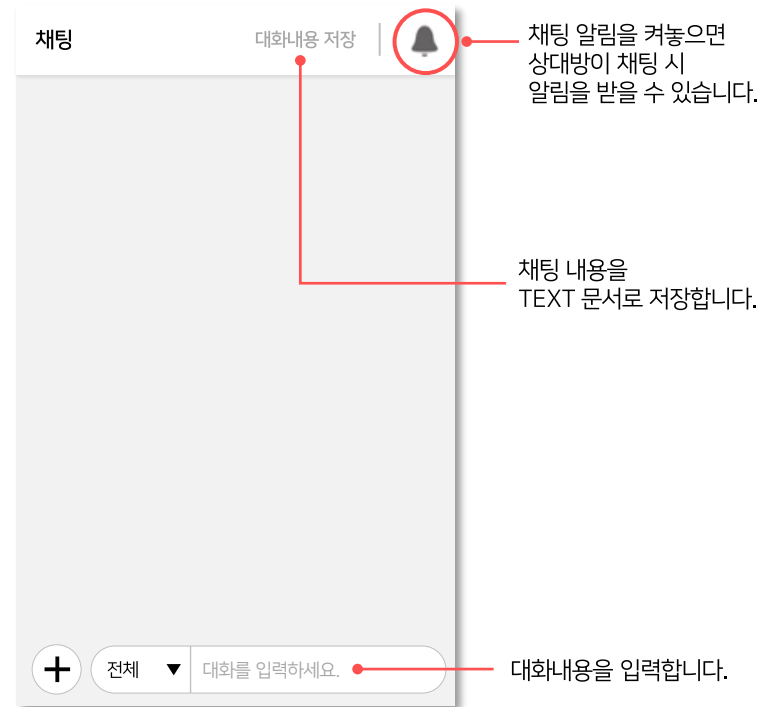 채팅
대화내용 저장
채팅 알림을 켜놓으면
상대방이 채팅 시
알림을 받을 수 있습니다.
채팅 내용을
TEXT 문서로 저장합니다.
전체 ▼
대화를 입력하세요.
대화내용을 입력합니다.